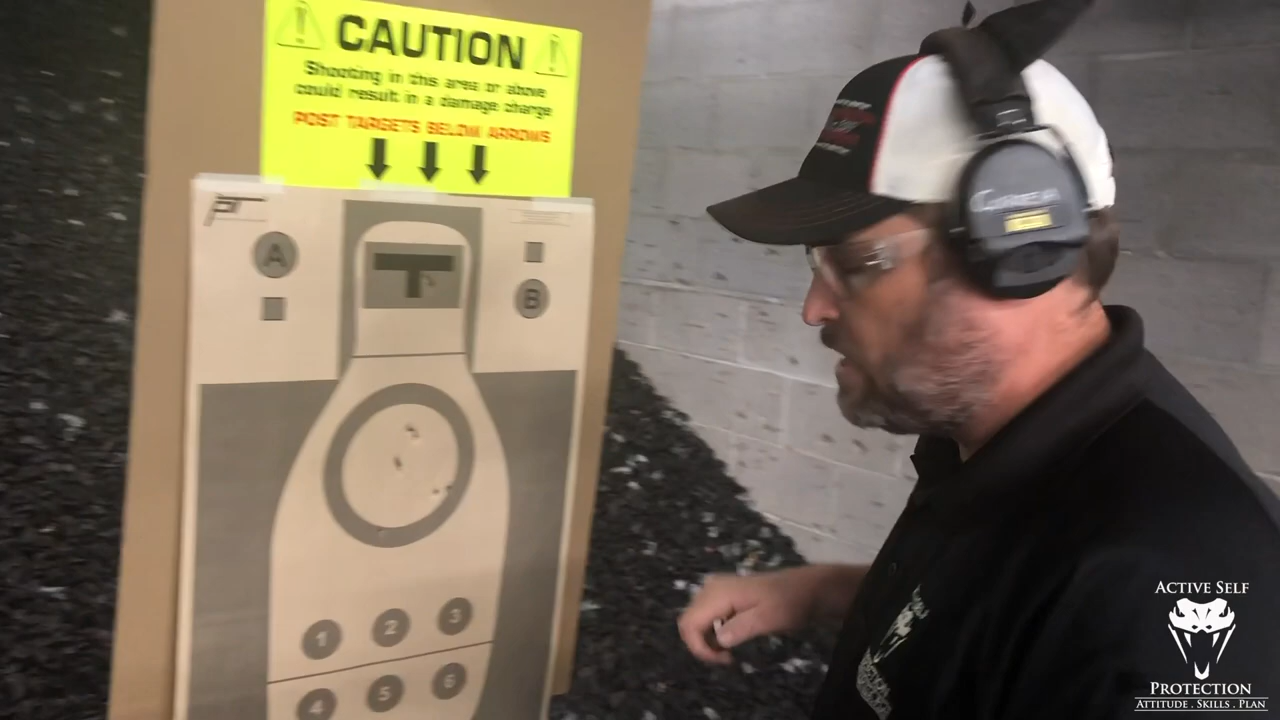 CAUTION
Shooting in this area or above
could result in a damage charge
POST TARGETS BELOW ARROWS
PT
A
B
1
2
3
4
5
6
ACTIVE SELF
PROTECTION
ATTITUDE . SKILLS . PLAN